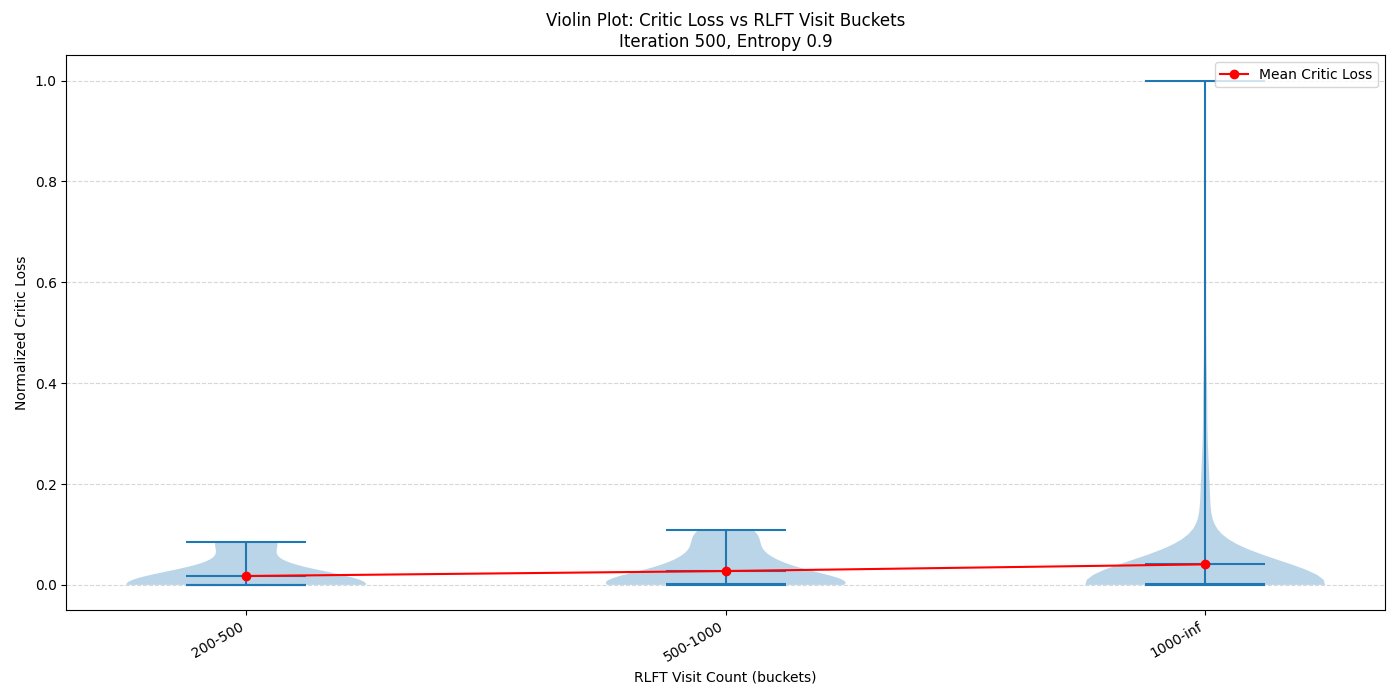 Violin Plot: Critic Loss vs RLFT Visit Buckets
Iteration 500, Entropy 0.9
Mean Critic Loss
Normalized Critic Loss
1.0
0.8
0.6
0.4
0.2
0.0
200-500
500-1000
1000-inf
RLFT Visit Count (buckets)